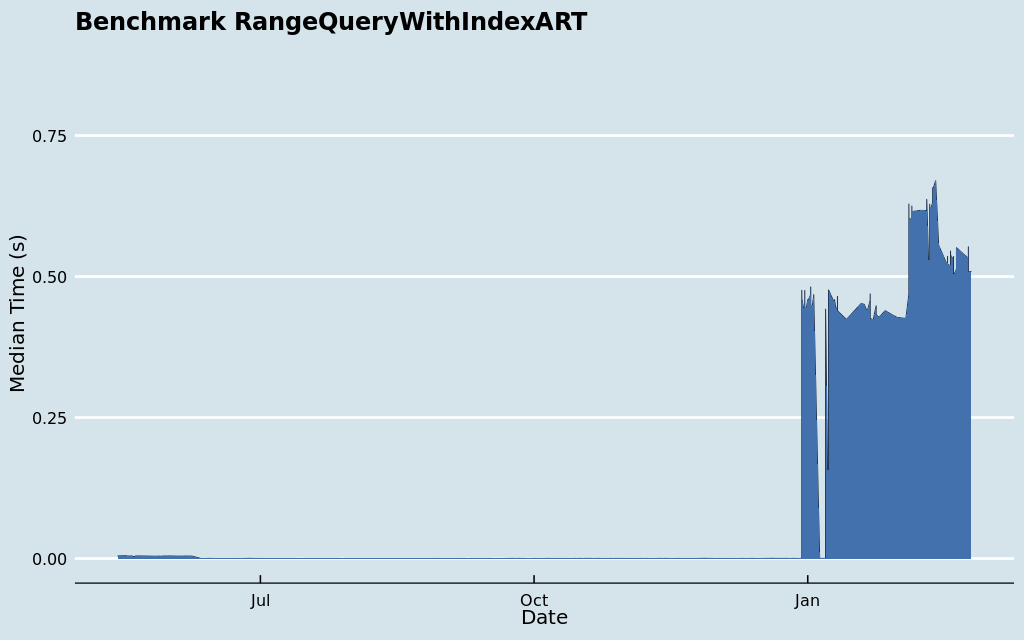 Benchmark RangeQueryWithIndexART
0.75
0.50
0.25
0.00
Median Time (s)
Jul
Oct
Jan
Date